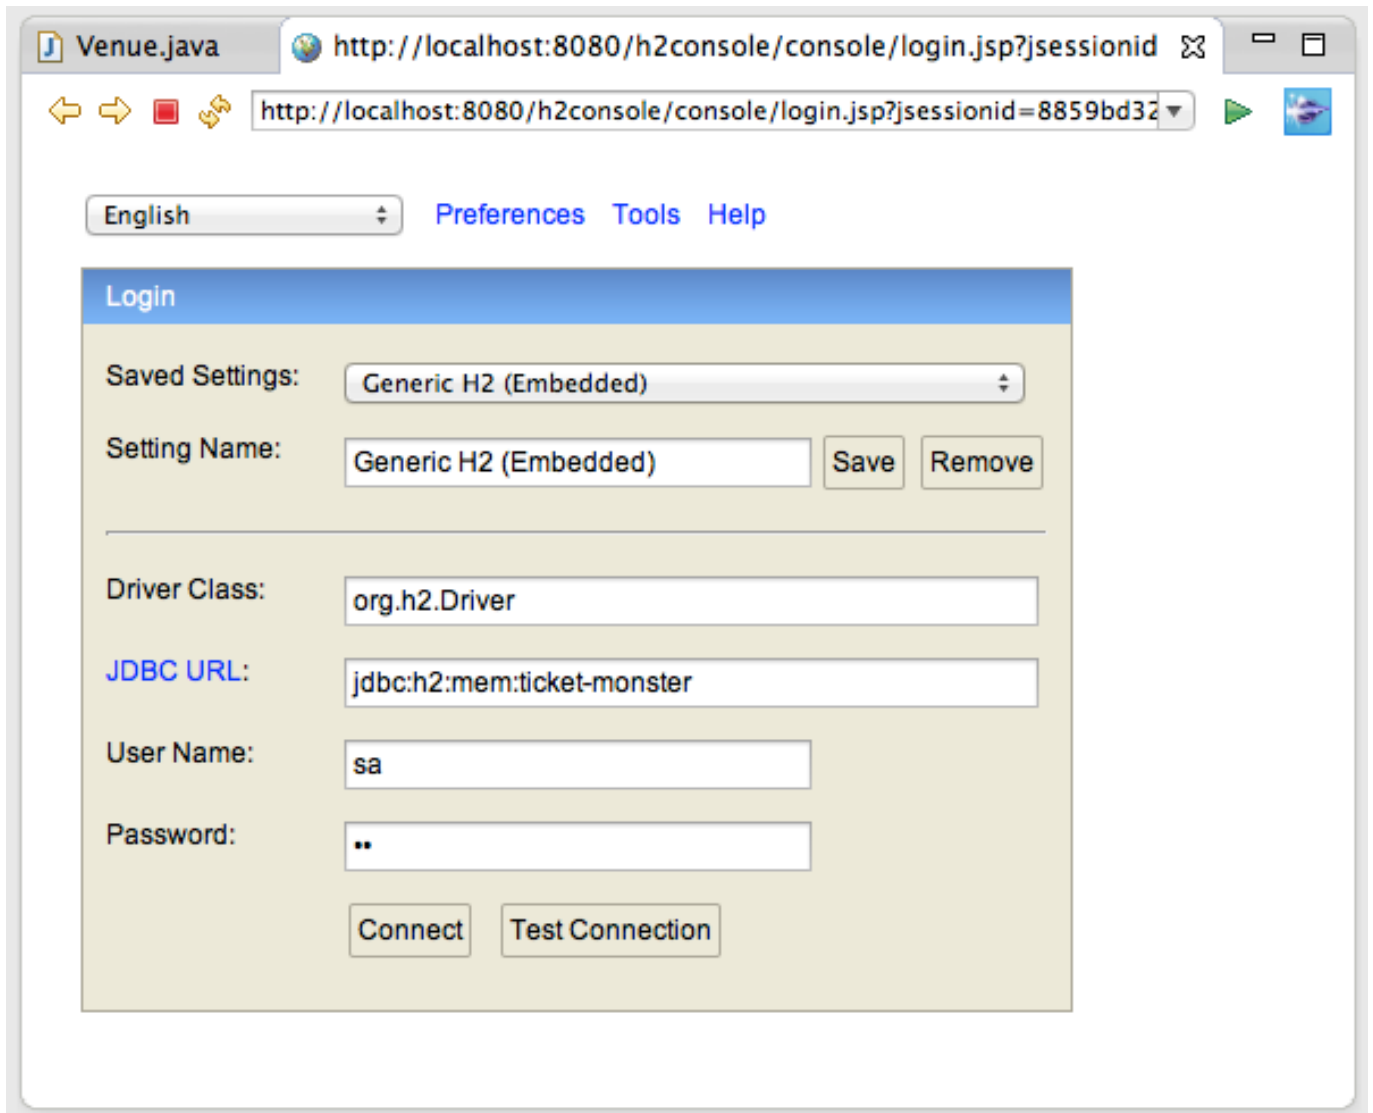 J Venue.java http://localhost:8080/h2console/console/login.jsp?jsessionid
http://localhost:8080/h2console/console/login.jsp?jsessionid=8859bd32
English Preferences Tools Help
Login
Saved Settings: Generic H2 (Embedded)
Setting Name: Generic H2 (Embedded) Save Remove
Driver Class: org.h2.Driver
JDBC URL: jdbc:h2:mem:ticket-monster
User Name: sa
Password: ••
Connect Test Connection